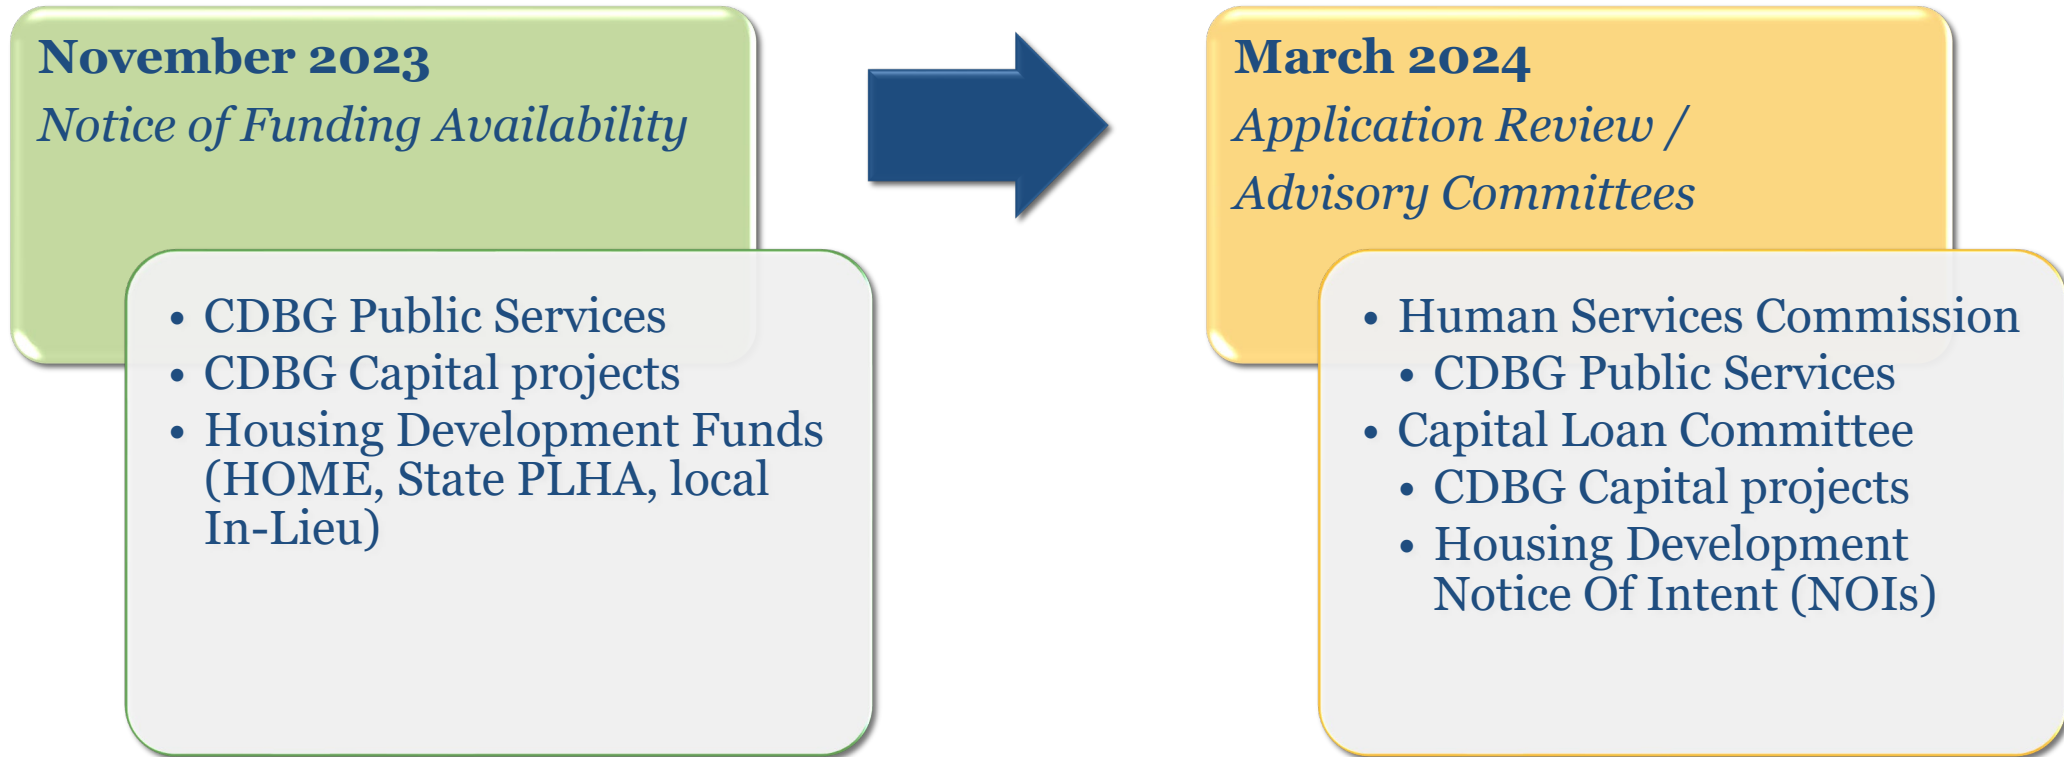 November 2023
Notice of Funding Availability
• CDBG Public Services
• CDBG Capital projects
• Housing Development Funds
(HOME, State PLHA, local
In-Lieu)
March 2024
Application Review /
Advisory Committees
• Human Services Commission
• CDBG Public Services
• Capital Loan Committee
• CDBG Capital projects
• Housing Development
Notice Of Intent (NOIs)